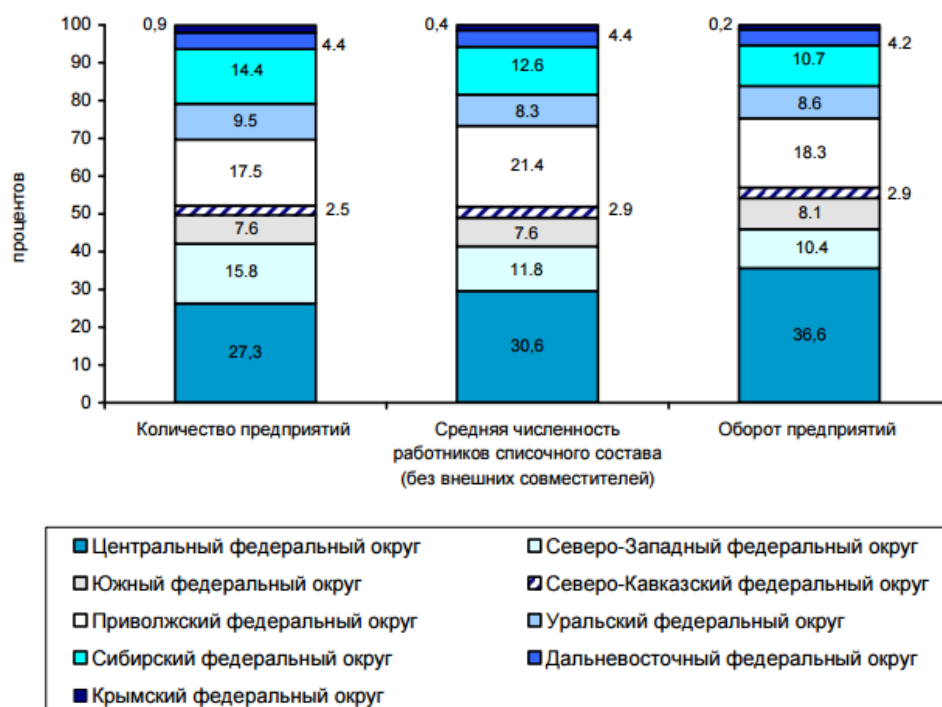 процентов
100
90
80
70
60
50
40
30
20
10
0
0,9
4.4
14.4
9.5
17.5
2.5
7.6
15.8
27,3
0,4
4.4
12.6
8.3
21.4
2.9
7.6
11.8
30,6
0,2
4.2
10.7
8.6
18.3
2.9
8.1
10.4
36,6
Количество предприятий
Средняя численность
работников списочного состава
(без внешних совместителей)
Оборот предприятий
Центральный федеральный округ
Северо-Западный федеральный округ
Южный федеральный округ
Северо-Кавказский федеральный округ
Приволжский федеральный округ
Уральский федеральный округ
Сибирский федеральный округ
Дальневосточный федеральный округ
Крымский федеральный округ